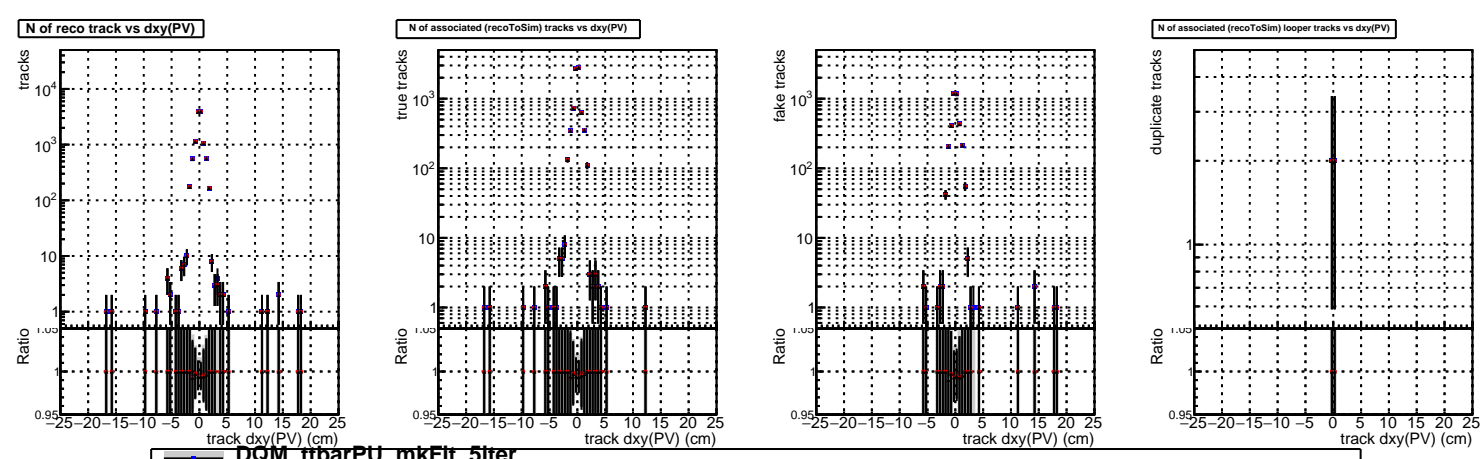 N of reco track vs dxy(PV)
tracks
10⁴
10³
10²
10
1
Ratio
1.05
1
0.95
−25 −20 −15 −10 −5 0 5 10 15 20 25
track dxy(PV) (cm)
N of associated (recoToSim) tracks vs dxy(PV)
true tracks
10³
10²
10
1
Ratio
1.05
1
0.95
−25 −20 −15 −10 −5 0 5 10 15 20 25
track dxy(PV) (cm)
fake tracks
10³
10²
10
1
Ratio
1.05
1
0.95
−25 −20 −15 −10 −5 0 5 10 15 20 25
track dxy(PV) (cm)
N of associated (recoToSim) looper tracks vs dxy(PV)
duplicate tracks
1
Ratio
1.05
1
0.95
−25 −20 −15 −10 −5 0 5 10 15 20 25
track dxy(PV) (cm)
DQM_ttbarPU_mkFit_5iter